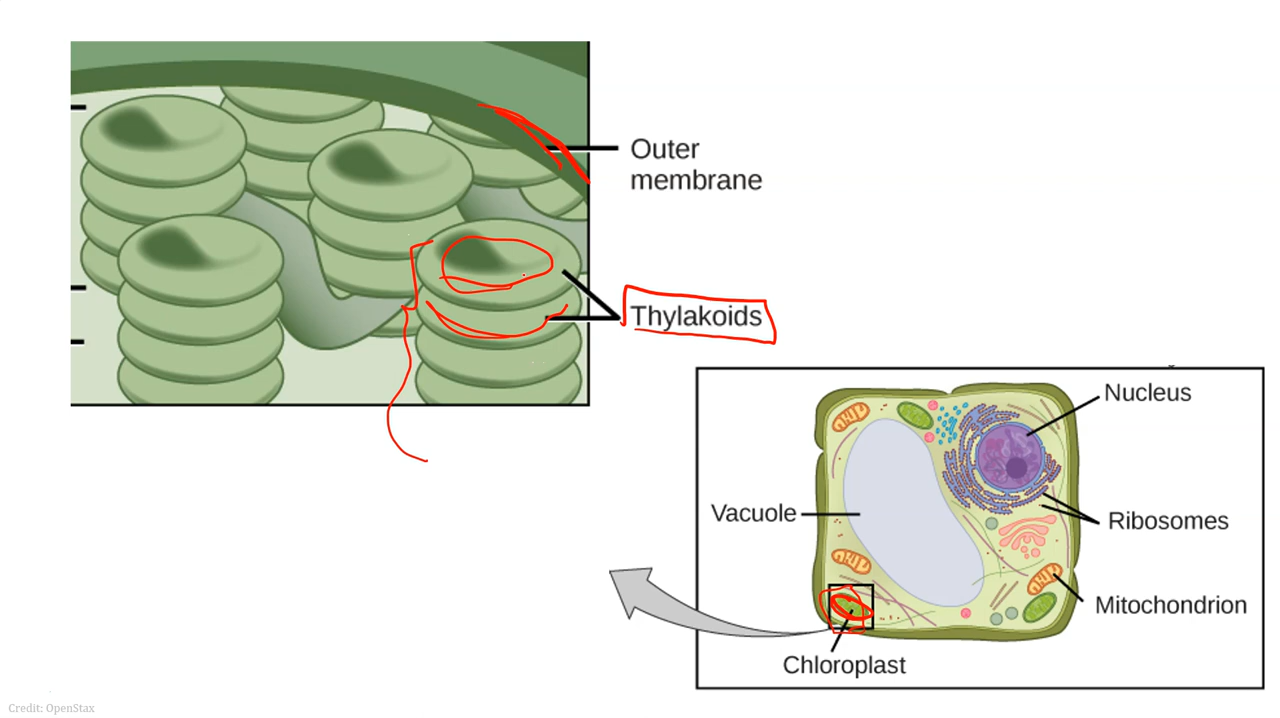 Outer
membrane
Thylakoids
Nucleus
Vacuole
Ribosomes
Mitochondrion
Chloroplast
Credit: OpenStax